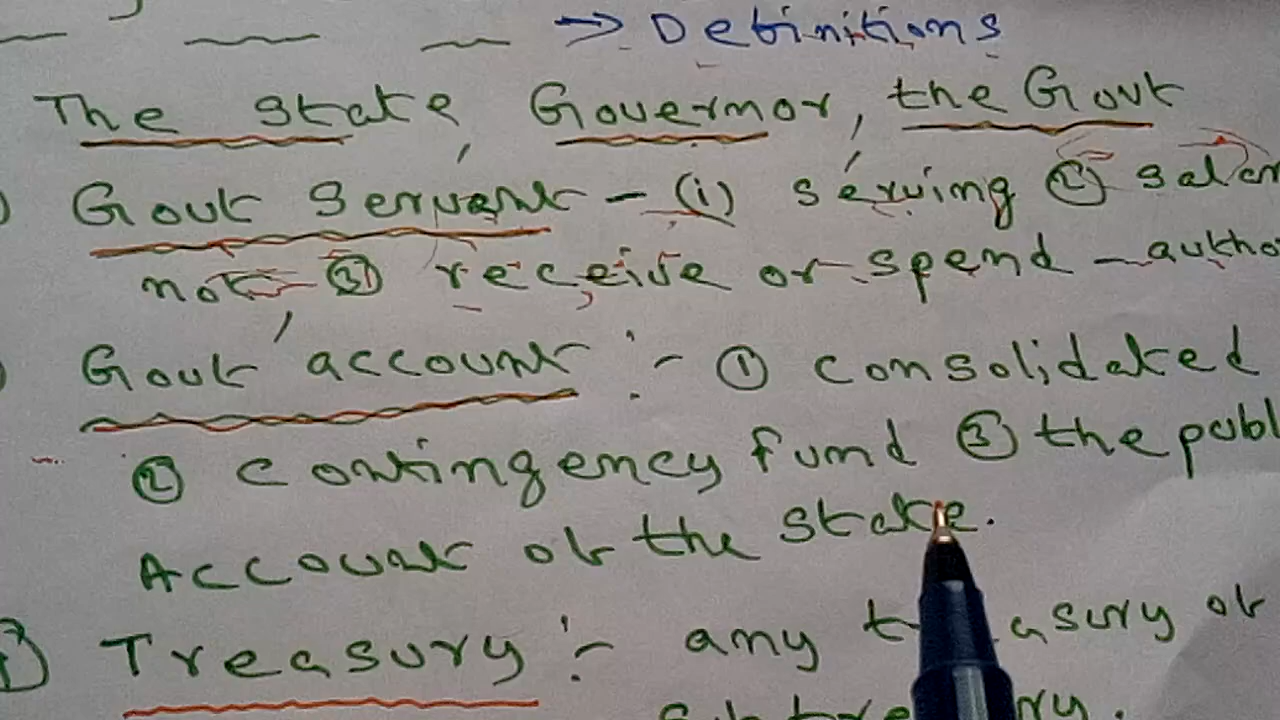 → Definitions
The State, Governor, the Govt
Govt Servant - (i) serving ② salar
not ③ receive or spend - autho
Govt account :- ① consolidated
② contingency fund ③ the publ
Account of the state.
Treasury :- any treasury of